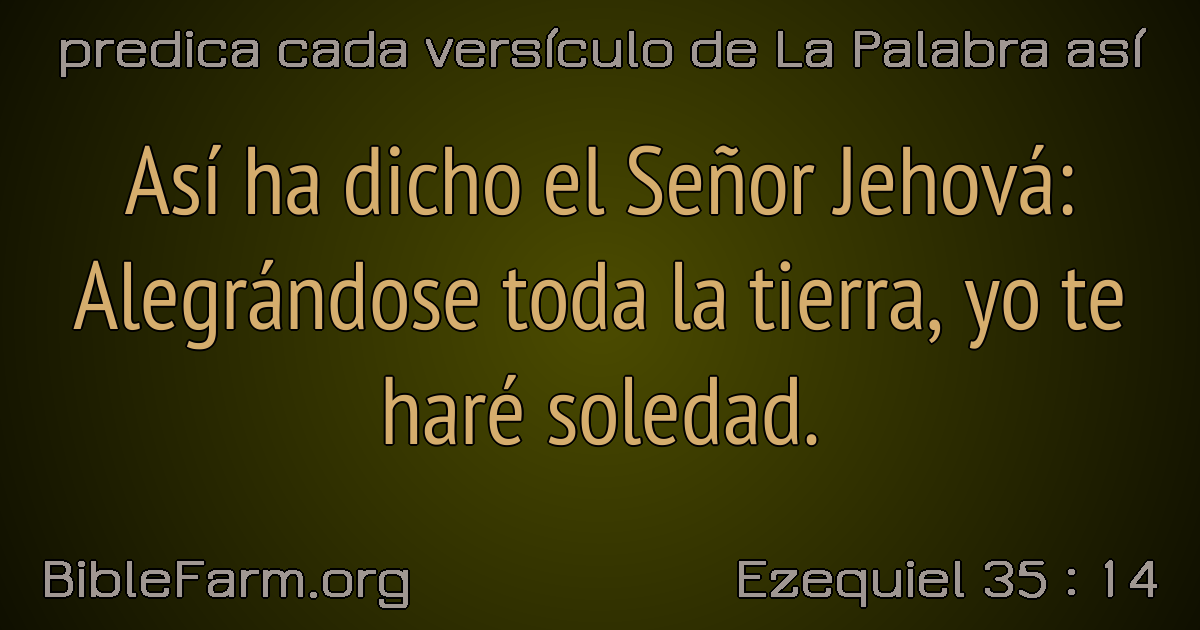 predica cada versículo de La Palabra así
Así ha dicho el Señor Jehová:
Alegrándose toda la tierra, yo te
haré soledad.
BibleFarm.org
Ezequiel 35 : 14